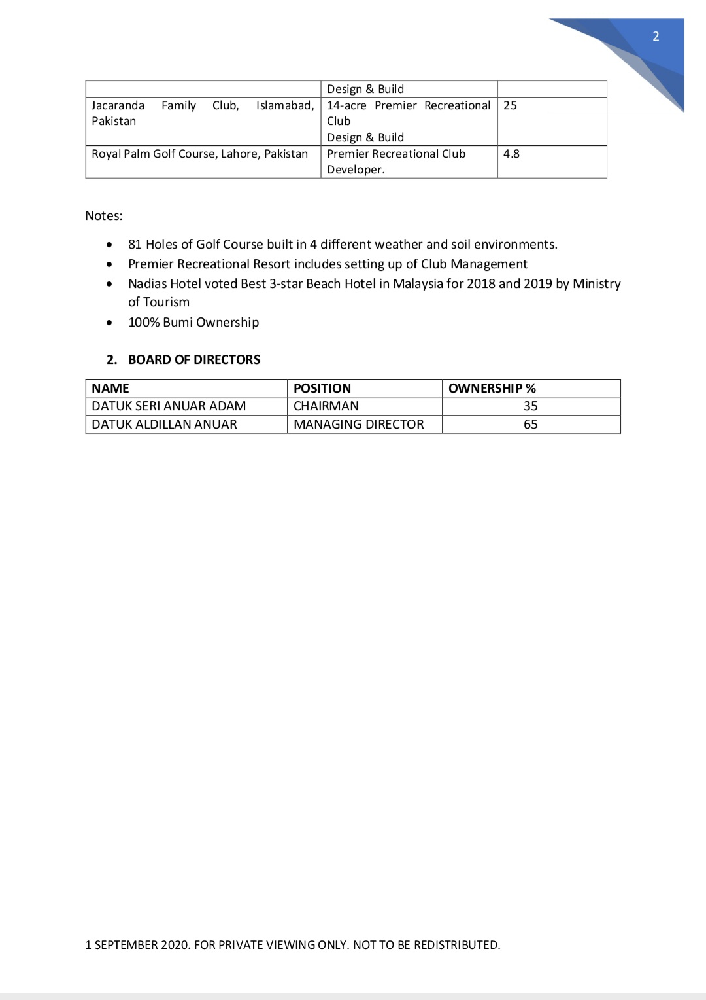 2
Design & Build
Jacaranda Family Club, Islamabad, Pakistan
14-acre Premier Recreational Club
Design & Build
25
Royal Palm Golf Course, Lahore, Pakistan
Premier Recreational Club
Developer.
4.8
Notes:
• 81 Holes of Golf Course built in 4 different weather and soil environments.
• Premier Recreational Resort includes setting up of Club Management
• Nadias Hotel voted Best 3-star Beach Hotel in Malaysia for 2018 and 2019 by Ministry
of Tourism
• 100% Bumi Ownership
2. BOARD OF DIRECTORS
NAME POSITION OWNERSHIP %
DATUK SERI ANUAR ADAM CHAIRMAN 35
DATUK ALDILLAN ANUAR MANAGING DIRECTOR 65
1 SEPTEMBER 2020. FOR PRIVATE VIEWING ONLY. NOT TO BE REDISTRIBUTED.